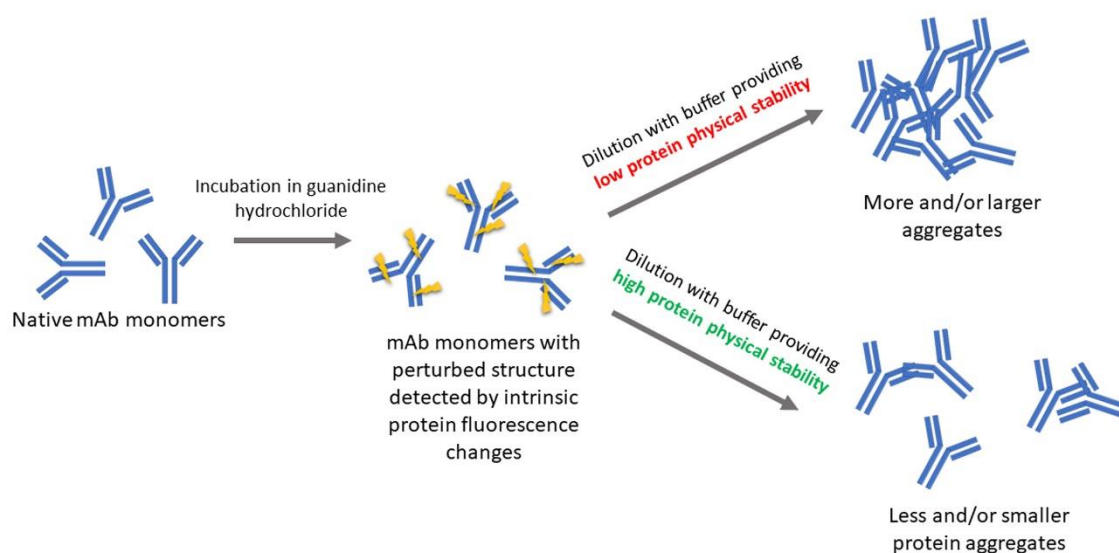 Native mAb monomers
Incubation in guanidine
hydrochloride
mAb monomers with
perturbed structure
detected by intrinsic
protein fluorescence
changes
Dilution with buffer providing
low protein physical stability
More and/or larger
aggregates
Dilution with buffer providing
high protein physical stability
Less and/or smaller
protein aggregates